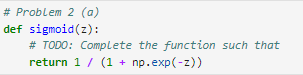 # Problem 2 (a)
def sigmoid(z):
    # TODO: Complete the function such that
    return 1 / (1 + np.exp(-z))